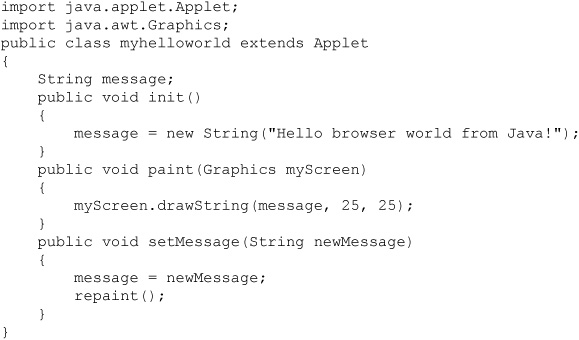 import java.applet.Applet;
import java.awt.Graphics;
public class myhelloworld extends Applet
{
    String message;
    public void init()
    {
        message = new String("Hello browser world from Java!");
    }
    public void paint(Graphics myScreen)
    {
        myScreen.drawString(message, 25, 25);
    }
    public void setMessage(String newMessage)
    {
        message = newMessage;
        repaint();
    }
}